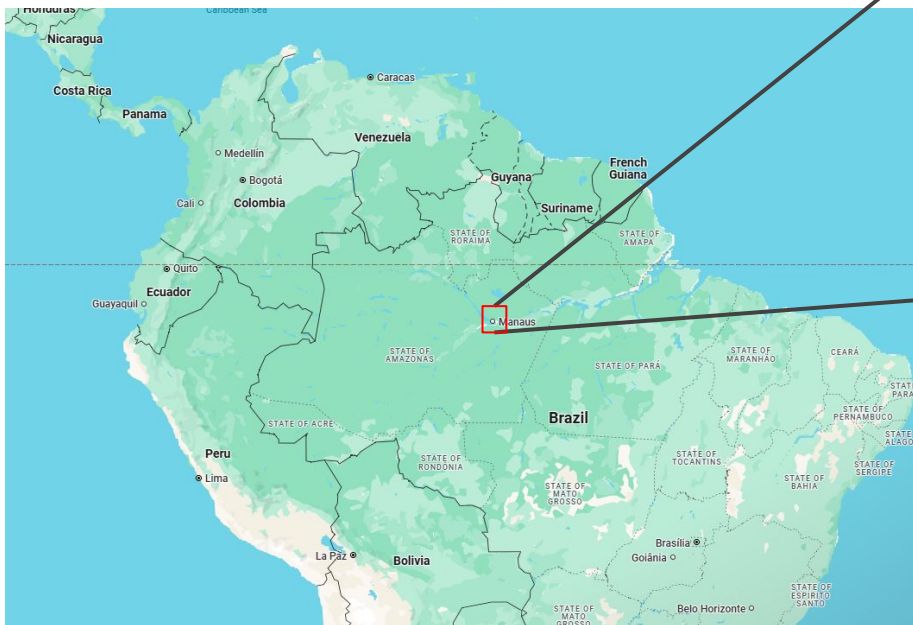 Honduras
Caribbean Sea
Nicaragua
Caracas
Costa Rica
Panama
Venezuela
Medellín
French
Guiana
Guyana
Bogotá
Cali
Colombia
Suriname
STATE OF
RORAIMA
STATE OF
AMAPÁ
Quito
Ecuador
Guayaquil
Manaus
STATE OF
AMAZONAS
STATE OF PARÁ
STATE OF
MARANHÃO
CEARÁ
STATE OF
PERNAMBUCO
Brazil
STATE OF ACRE
Peru
STATE OF
RONDÔNIA
STATE OF
TOCANTINS
STATE OF
SERGIPE
Lima
STATE OF
BAHIA
STATE OF
MATO
GROSSO
Brasília
La Paz
Bolivia
Goiânia
STATE OF
ESPÍRITO
SANTO
Belo Horizonte
STATE OF
MATO
GROSSO